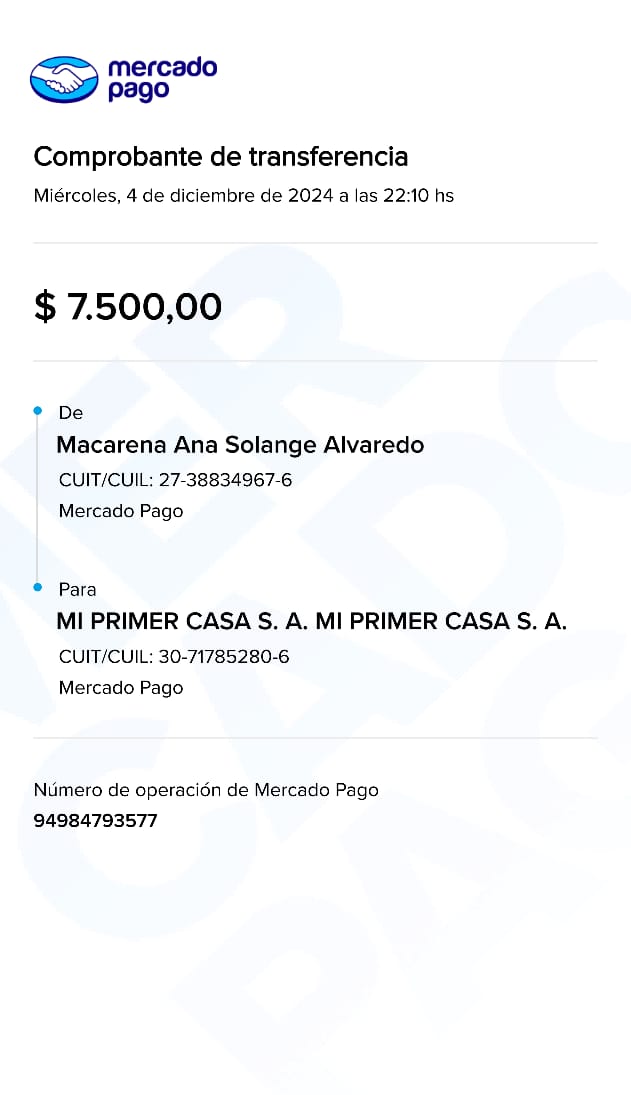 mercado
pago
Comprobante de transferencia
Miércoles, 4 de diciembre de 2024 a las 22:10 hs
$ 7.500,00
De
Macarena Ana Solange Alvaredo
CUIT/CUIL: 27-38834967-6
Mercado Pago
Para
MI PRIMER CASA S. A. MI PRIMER CASA S. A.
CUIT/CUIL: 30-71785280-6
Mercado Pago
Número de operación de Mercado Pago
94984793577
MERCADO
PAGO